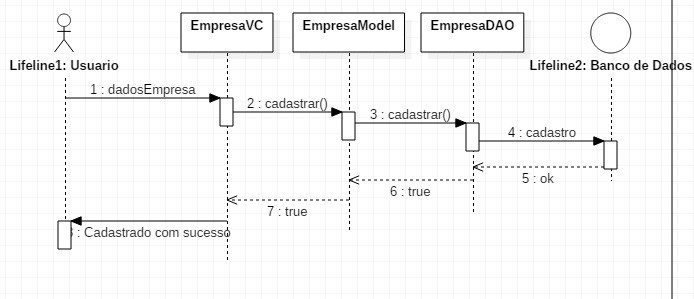 EmpresaVC
EmpresaModel
EmpresaDAO
Lifeline1: Usuario
Lifeline2: Banco de Dados
1 : dadosEmpresa
2 : cadastrar()
3 : cadastrar()
4 : cadastro
5 : ok
6 : true
7 : true
: Cadastrado com sucesso